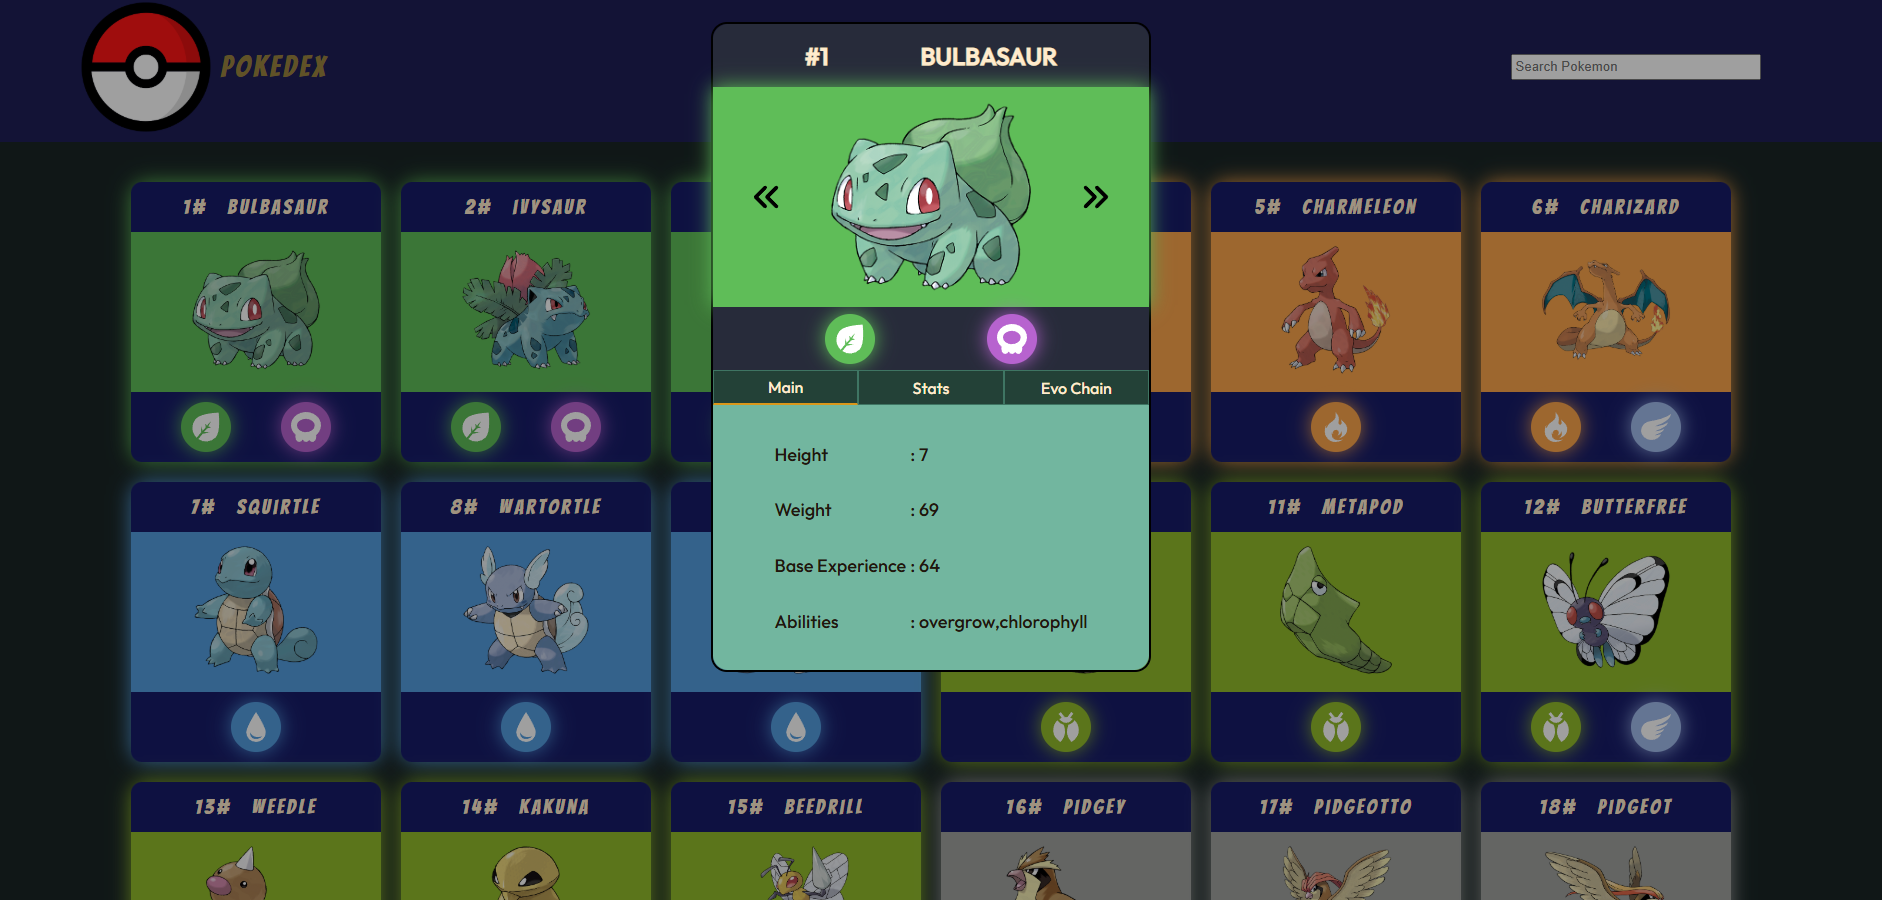 POKEDEX
Search Pokemon
#1 BULBASAUR
Main Stats Evo Chain
Height : 7
Weight : 69
Base Experience : 64
Abilities : overgrow,chlorophyll
1# BULBASAUR
2# IVYSAUR
5# CHARMELEON
6# CHARIZARD
7# SQUIRTLE
8# WARTORTLE
11# METAPOD
12# BUTTERFREE
13# WEEDLE
14# KAKUNA
15# BEEDRILL
16# PIDGEY
17# PIDGEOTTO
18# PIDGEOT